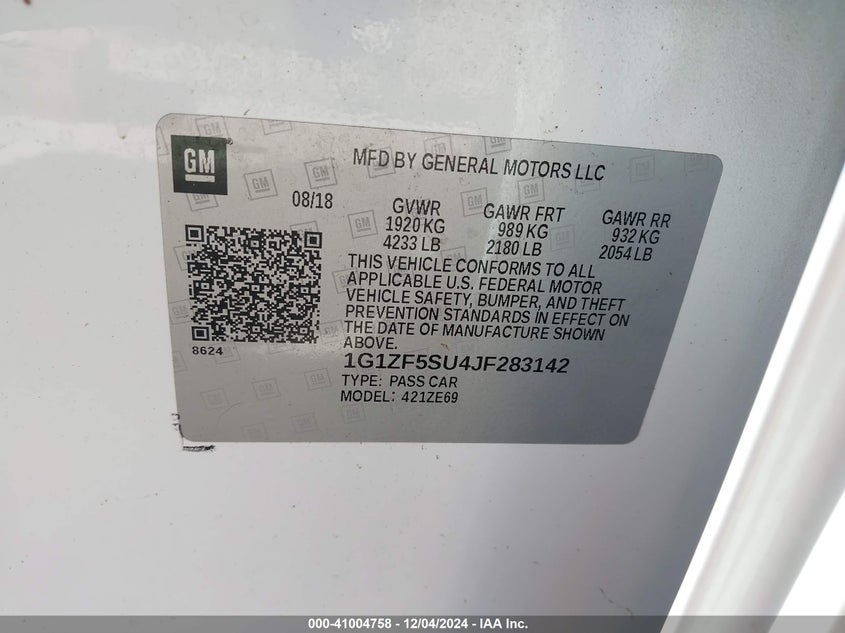 GM
MFD BY GENERAL MOTORS LLC
08/18
GVWR
1920 KG
4233 LB
GAWR FRT
989 KG
2180 LB
GAWR RR
932 KG
2054 LB
THIS VEHICLE CONFORMS TO ALL
APPLICABLE U.S. FEDERAL MOTOR
VEHICLE SAFETY, BUMPER, AND THEFT
PREVENTION STANDARDS IN EFFECT ON
THE DATE OF MANUFACTURE SHOWN
ABOVE.
8624
1G1ZF5SU4JF283142
TYPE: PASS CAR
MODEL: 421ZE69
000-41004758 - 12/04/2024 - IAA Inc.